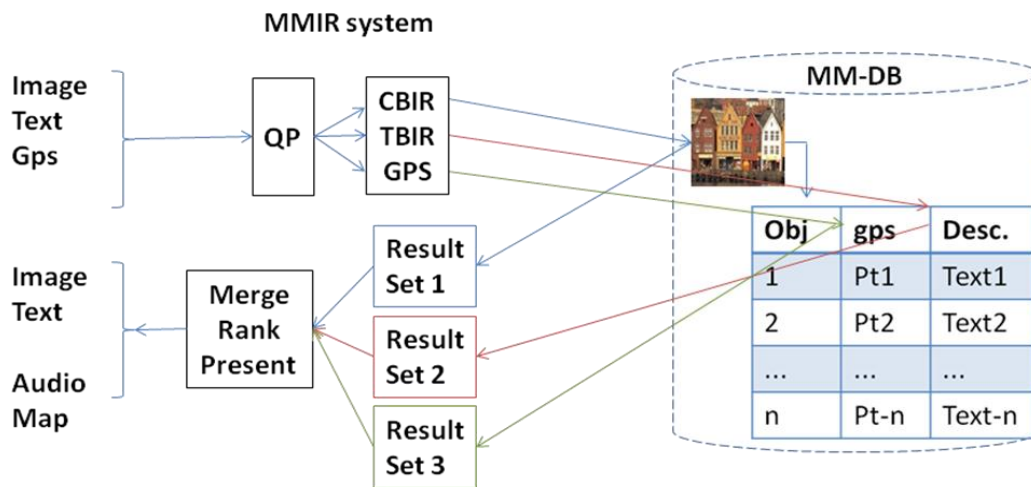 MMIR system
Image
Text
Gps
QP
CBIR
TBIR
GPS
MM-DB
Obj gps Desc.
1 Pt1 Text1
2 Pt2 Text2
... ... ...
n Pt-n Text-n
Result
Set 1
Result
Set 2
Result
Set 3
Merge
Rank
Present
Image
Text
Audio
Map